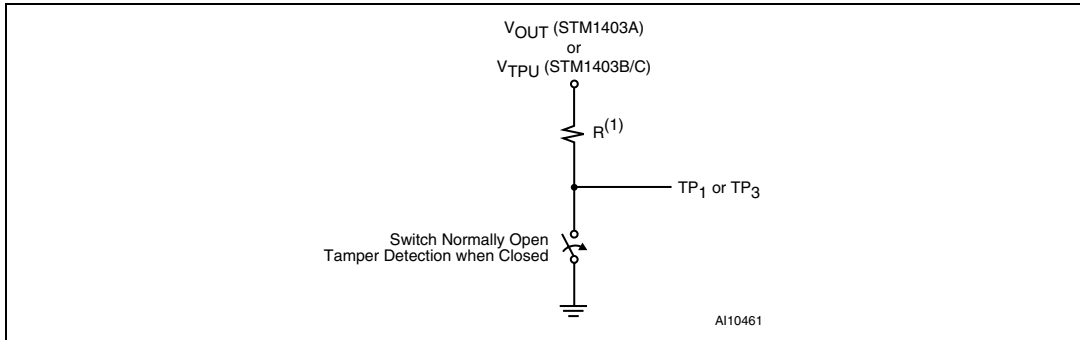 VOUT (STM1403A)
or
VTPU (STM1403B/C)
R(1)
TP1 or TP3
Switch Normally Open
Tamper Detection when Closed
AI10461